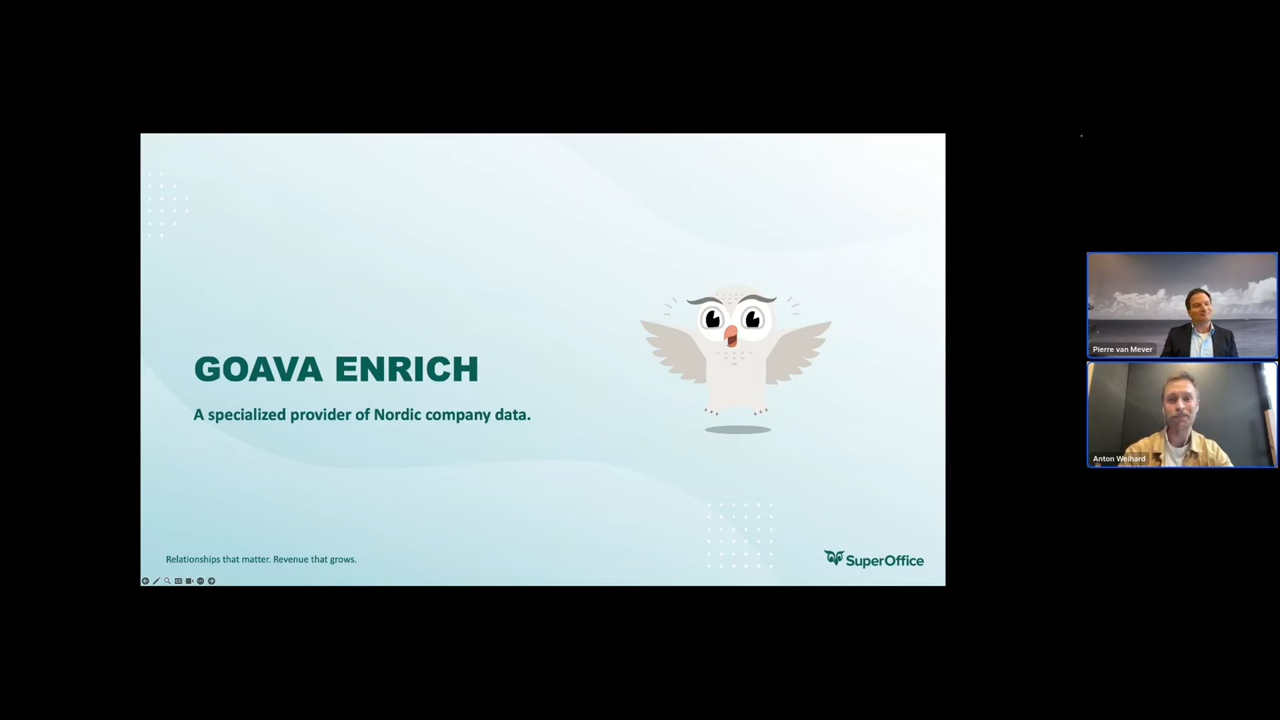 GOAVA ENRICH
A specialized provider of Nordic company data.
Relationships that matter. Revenue that grows.
SuperOffice
Pierre van Mever
Anton Weihard